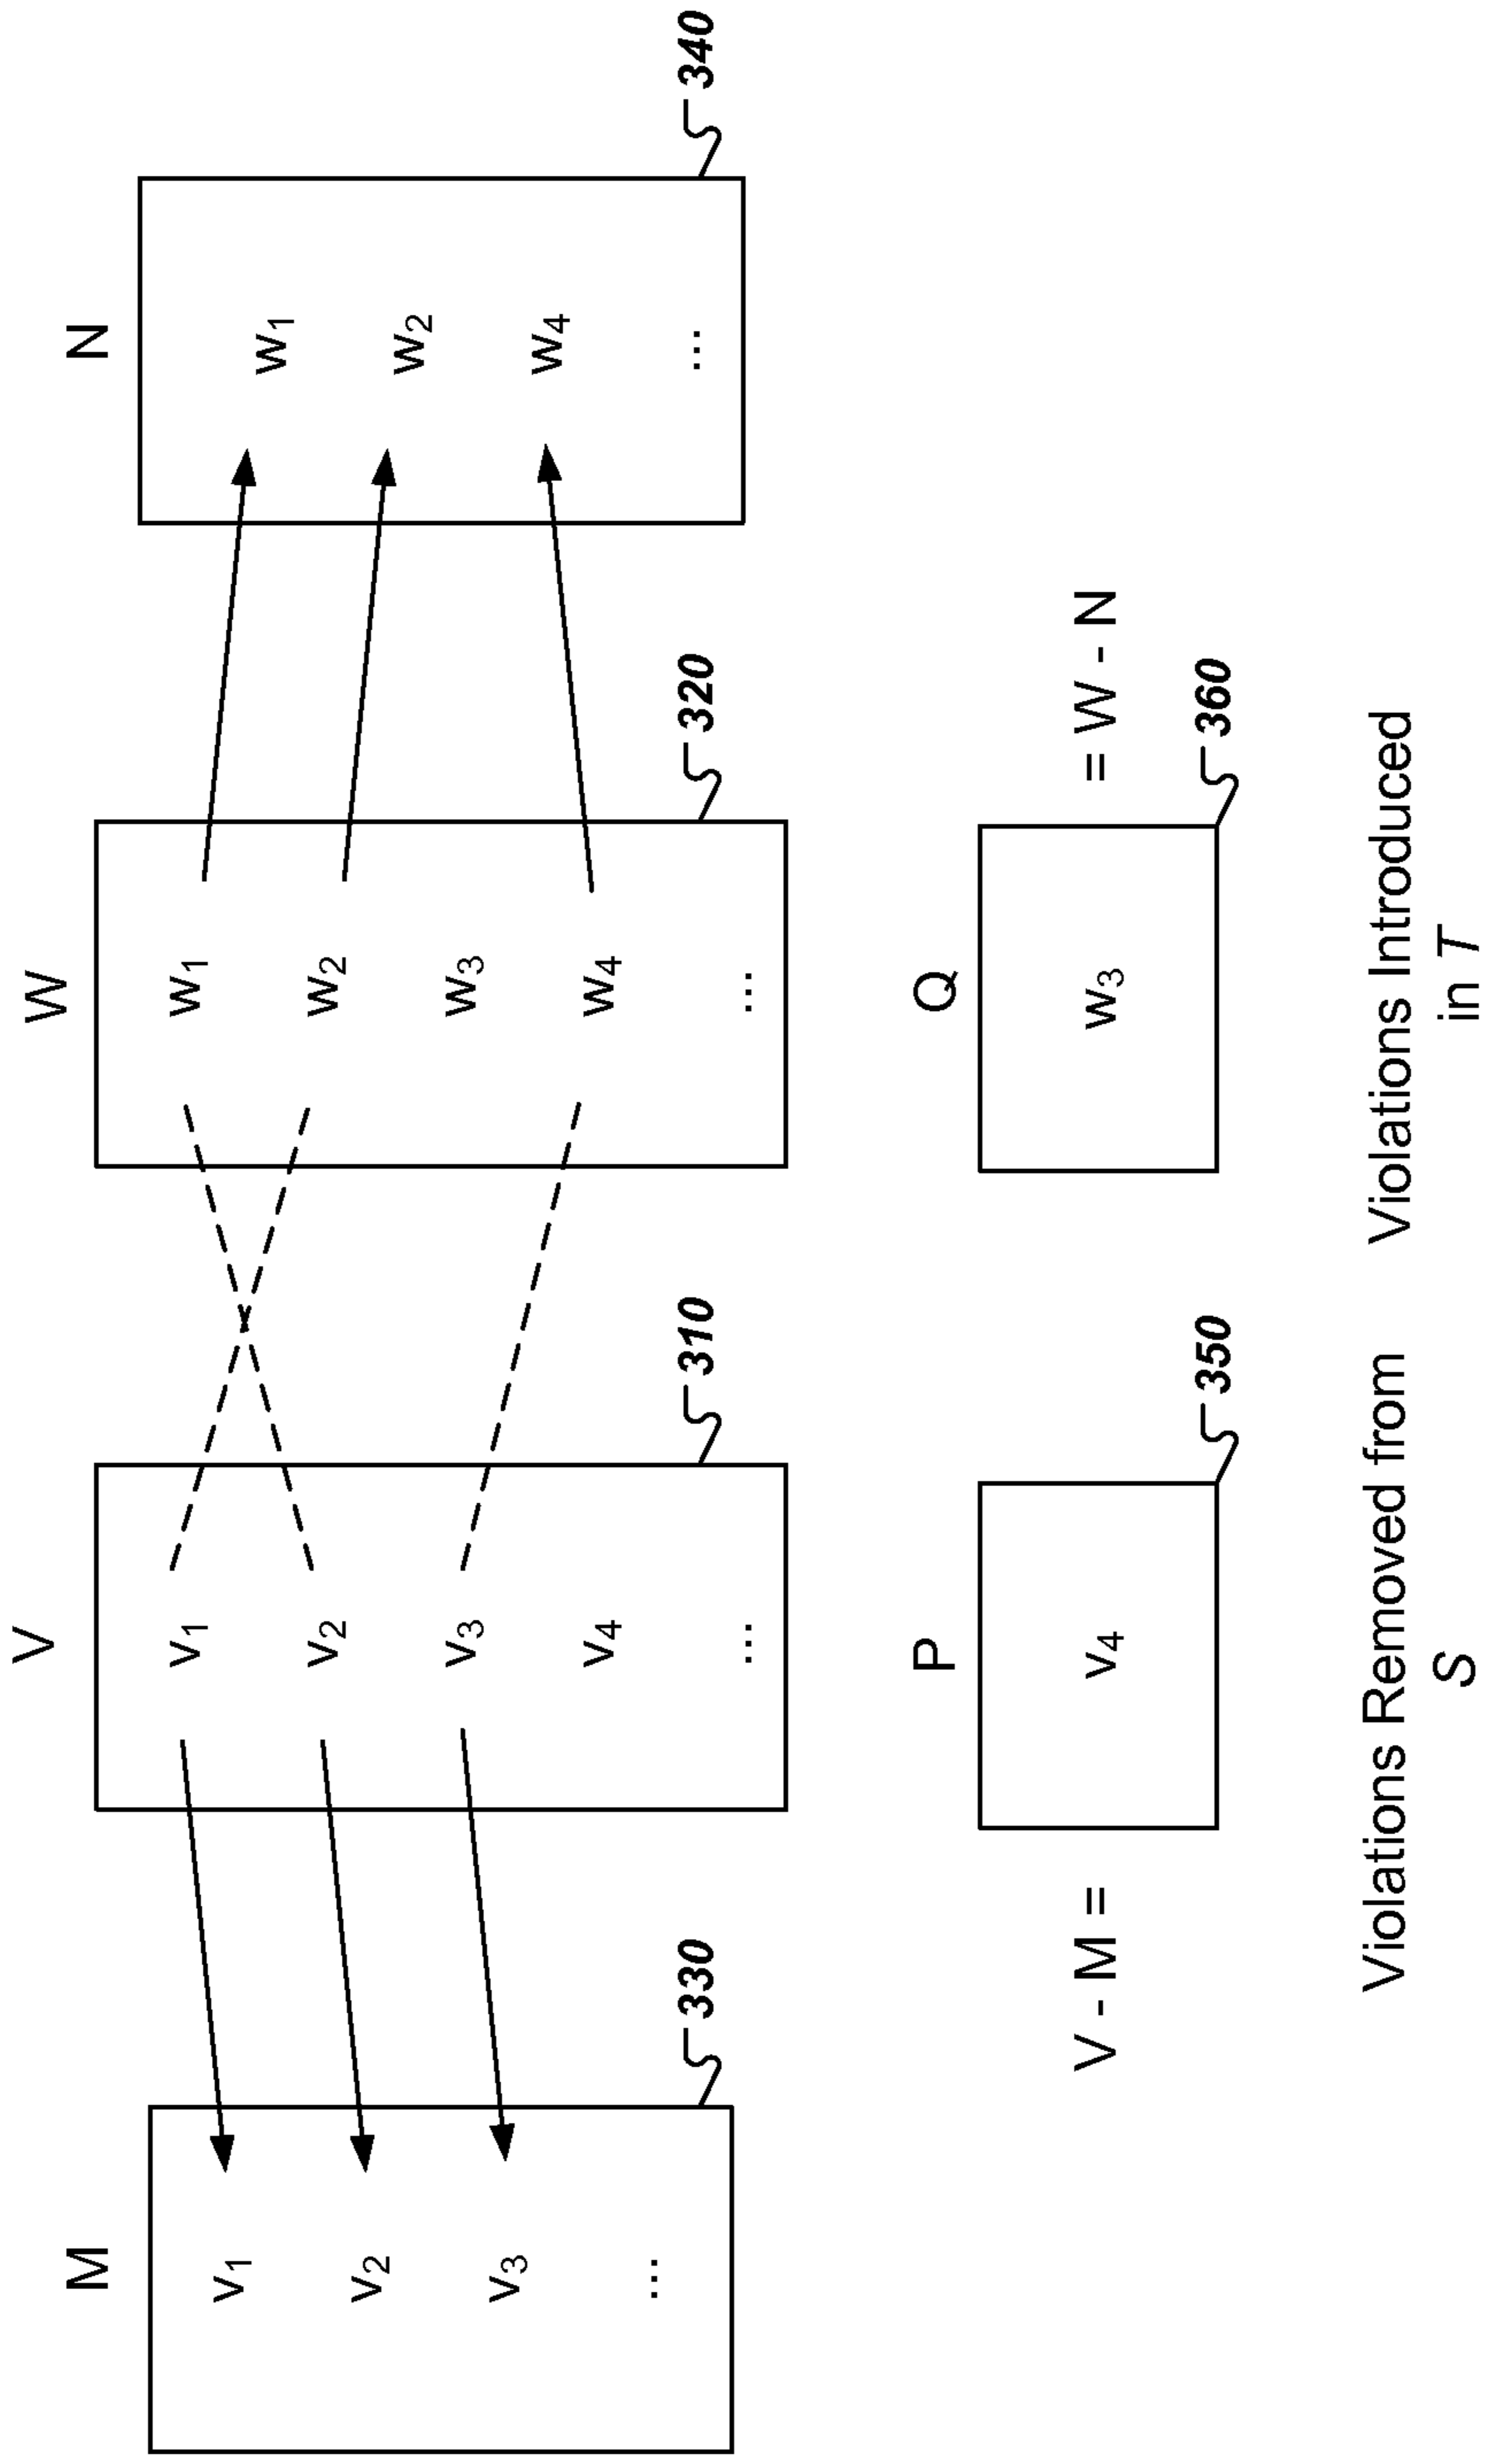 M
V
W
N
v1
v2
v3
...
330
v1
v2
v3
v4
...
310
w1
w2
w3
w4
...
320
w1
w2
w4
...
340
V - M =
P
v4
350
Q
w3
= W - N
360
Violations Removed from
S
Violations Introduced
in T